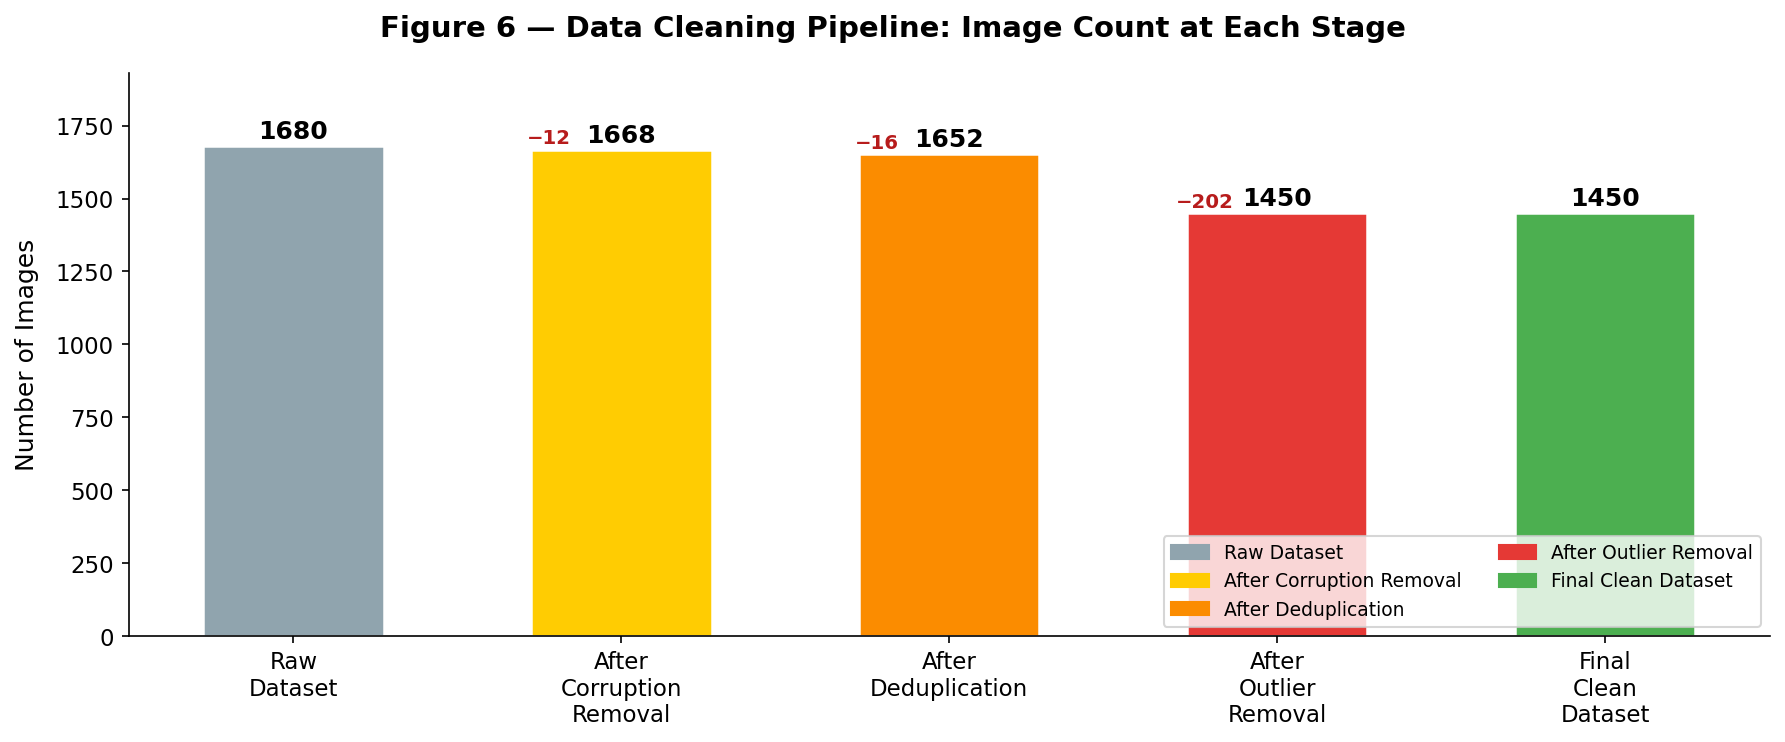 Figure 6 — Data Cleaning Pipeline: Image Count at Each Stage
Number of Images
1750
1500
1250
1000
750
500
250
0
1680
−12 1668
−16 1652
−202 1450
1450
Raw Dataset
After Corruption Removal
After Deduplication
After Outlier Removal
Final Clean Dataset
Raw
Dataset
After
Corruption
Removal
After
Deduplication
After
Outlier
Removal
Final
Clean
Dataset